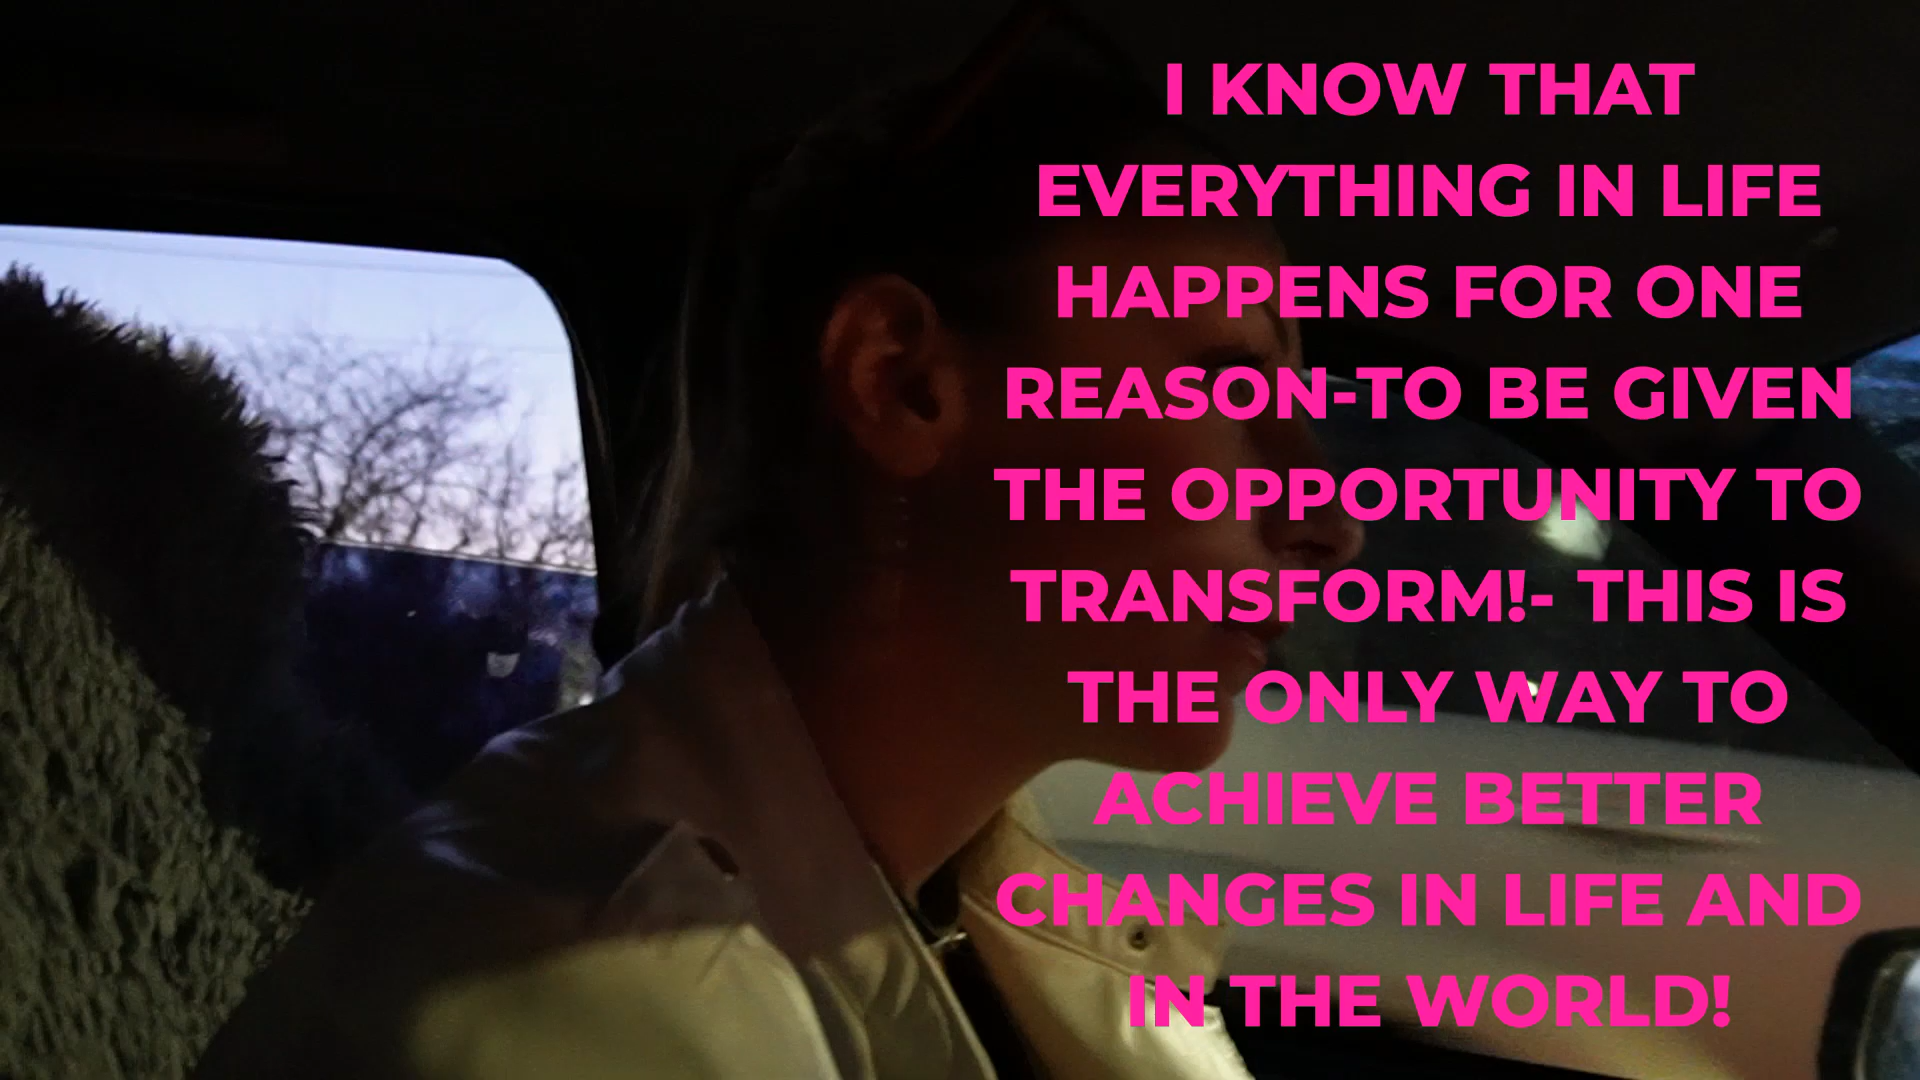 I KNOW THAT
EVERYTHING IN LIFE
HAPPENS FOR ONE
REASON-TO BE GIVEN
THE OPPORTUNITY TO
TRANSFORM!- THIS IS
THE ONLY WAY TO
ACHIEVE BETTER
CHANGES IN LIFE AND
IN THE WORLD!